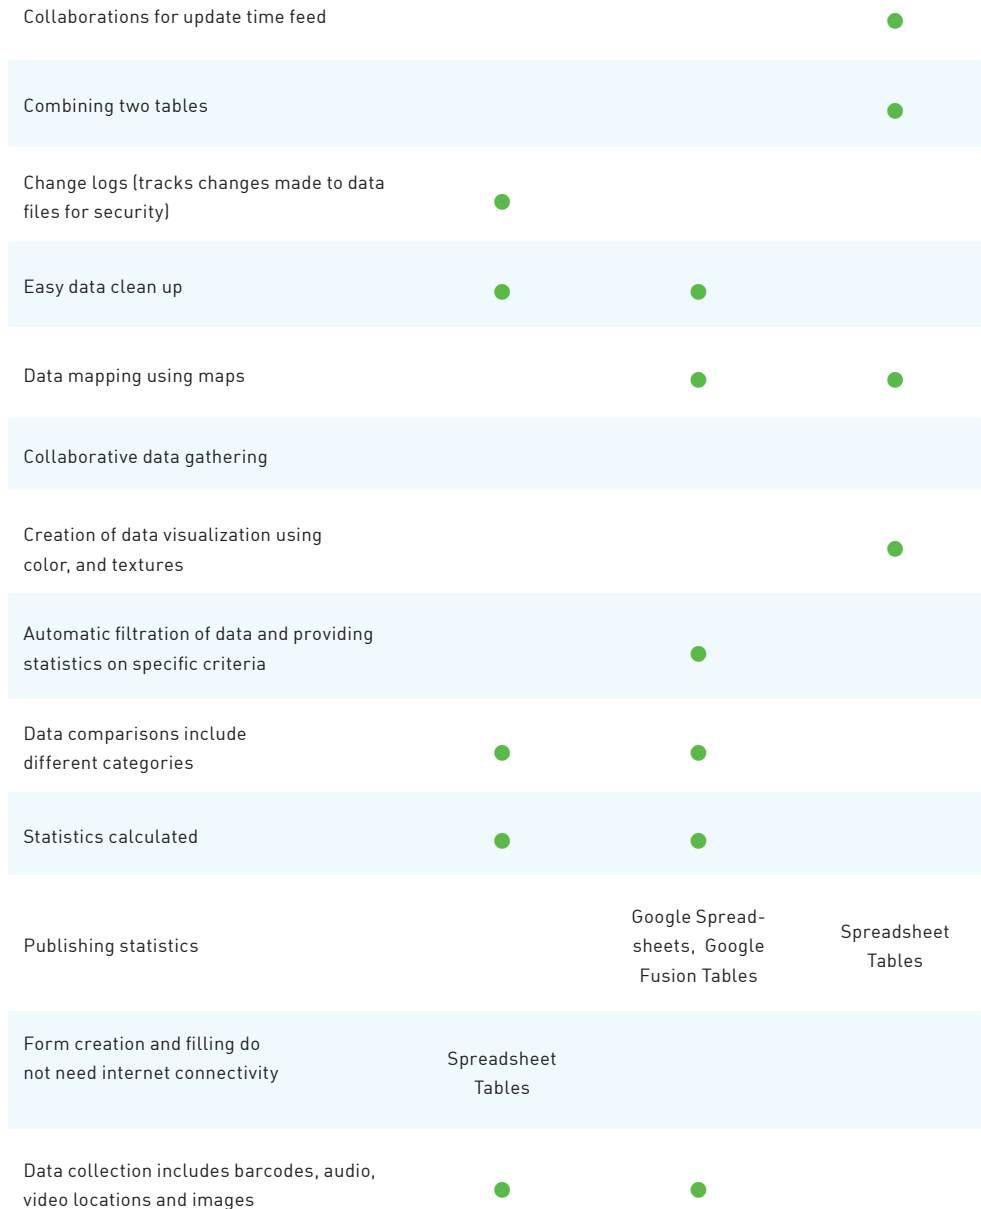 Collaborations for update time feed
Combining two tables
Change logs (tracks changes made to data
files for security)
Easy data clean up
Data mapping using maps
Collaborative data gathering
Creation of data visualization using
color, and textures
Automatic filtration of data and providing
statistics on specific criteria
Data comparisons include
different categories
Statistics calculated
Publishing statistics
Google Spread-
sheets, Google
Fusion Tables
Spreadsheet
Tables
Form creation and filling do
not need internet connectivity
Spreadsheet
Tables
Data collection includes barcodes, audio,
video locations and images